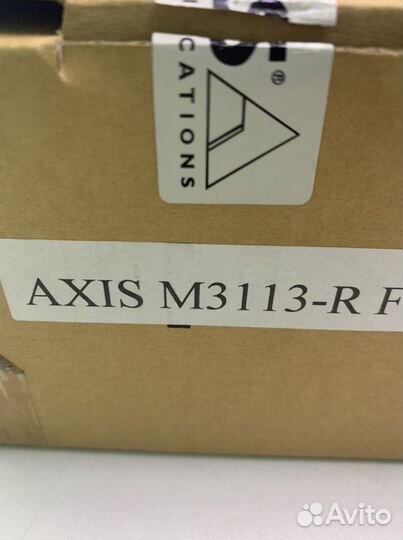 CATIONS
®
AXIS M3113-R F
Avito